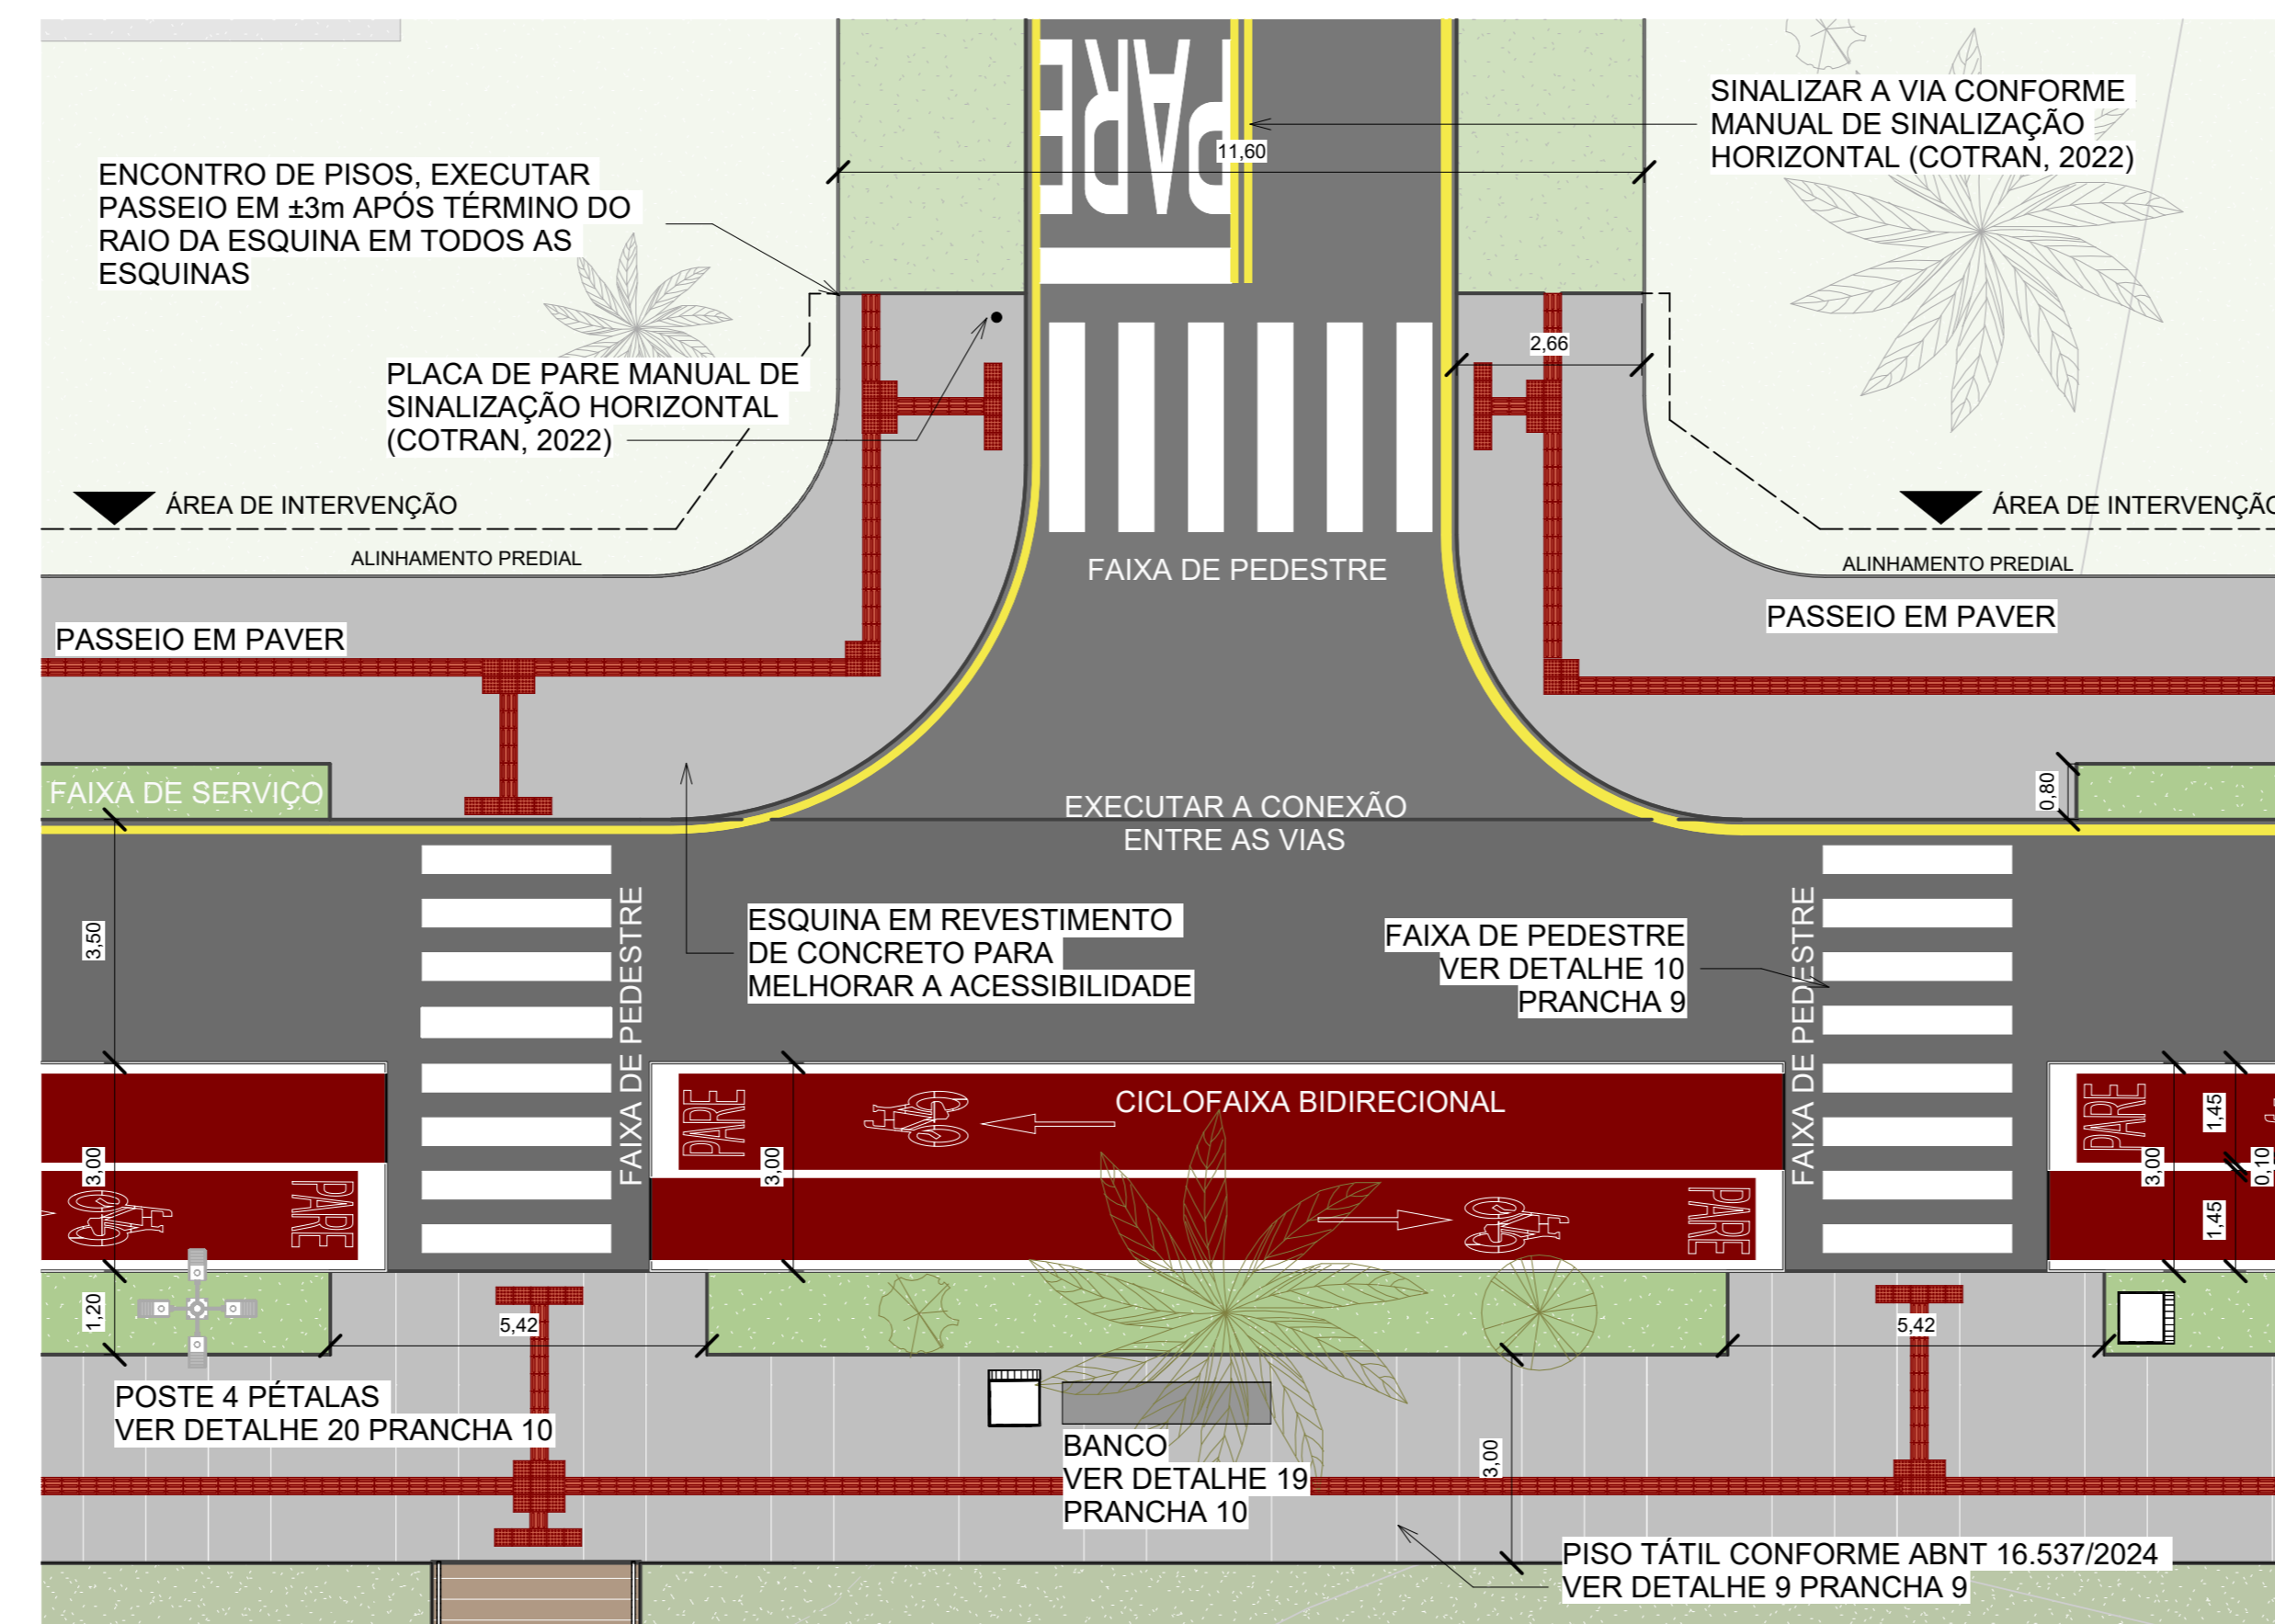 PARE
SINALIZAR A VIA CONFORME
MANUAL DE SINALIZAÇÃO
HORIZONTAL (COTRAN, 2022)
11,60
ENCONTRO DE PISOS, EXECUTAR
PASSEIO EM ±3m APÓS TÉRMINO DO
RAIO DA ESQUINA EM TODOS AS
ESQUINAS
2,66
PLACA DE PARE MANUAL DE
SINALIZAÇÃO HORIZONTAL
(COTRAN, 2022)
ÁREA DE INTERVENÇÃO
ÁREA DE INTERVENÇÃO
ALINHAMENTO PREDIAL
ALINHAMENTO PREDIAL
FAIXA DE PEDESTRE
PASSEIO EM PAVER
PASSEIO EM PAVER
FAIXA DE SERVIÇO
0,80
EXECUTAR A CONEXÃO
ENTRE AS VIAS
3,50
FAIXA DE PEDESTRE
ESQUINA EM REVESTIMENTO
DE CONCRETO PARA
MELHORAR A ACESSIBILIDADE
FAIXA DE PEDESTRE
VER DETALHE 10
PRANCHA 9
FAIXA DE PEDESTRE
CICLOFAIXA BIDIRECIONAL
PARE
PARE
3,00
3,00
3,00
1,45
0,10
1,45
PARE
PARE
1,20
5,42
5,42
POSTE 4 PÉTALAS
VER DETALHE 20 PRANCHA 10
BANCO
VER DETALHE 19
PRANCHA 10
3,00
PISO TÁTIL CONFORME ABNT 16.537/2024
VER DETALHE 9 PRANCHA 9